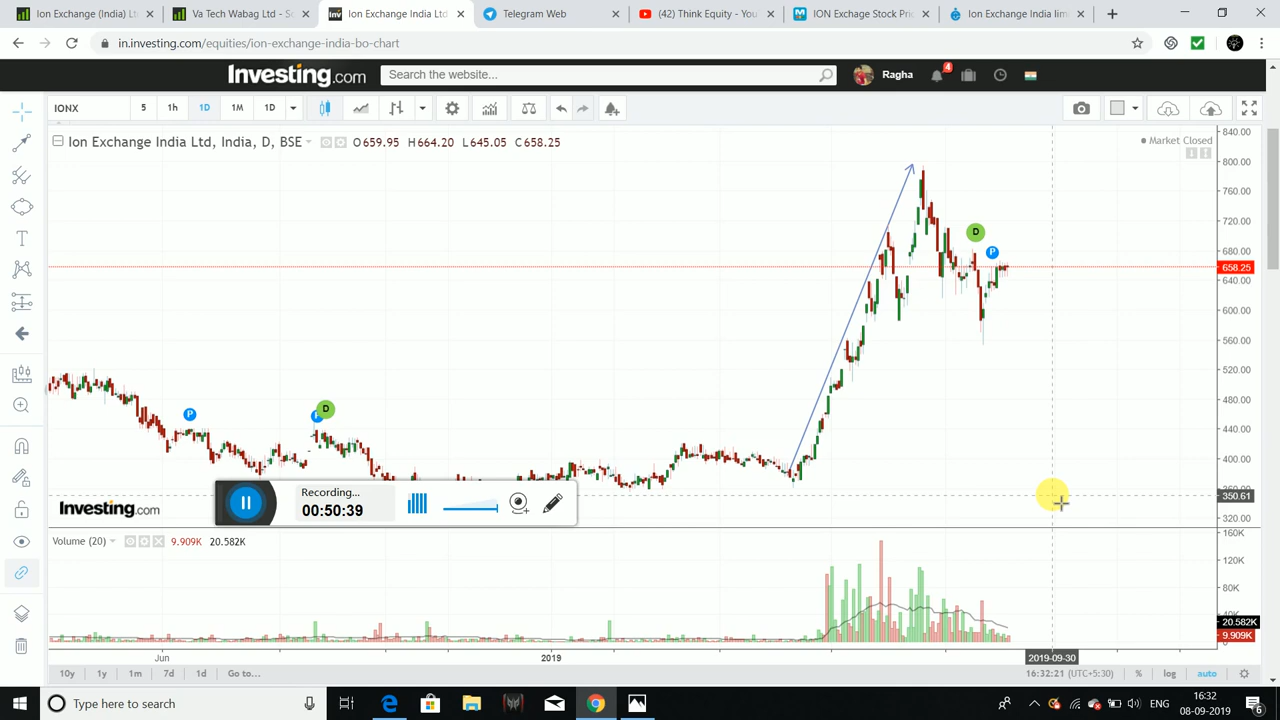 Ion Exchange (India) Ltd.
Va Tech Wabag Ltd - S
Ion Exchange India Ltd
Telegram Web
(42) Think Equity - You
ION Exchage Stock Pri
Ion Exchange India lim
in.investing.com/equities/ion-exchange-india-bo-chart
Investing.com
Search the website...
Ragha
4
IONX
5
1h
1D
1M
1D
Ion Exchange India Ltd, India, D, BSE
O659.95 H664.20 L645.05 C658.25
Market Closed
840.00
800.00
760.00
720.00
680.00
658.25
640.00
600.00
560.00
520.00
480.00
440.00
400.00
350.61
320.00
D
P
P
D
Recording...
00:50:39
Investing.com
Volume (20)
9.909K
20.582K
160K
120K
80K
20.582K
9.909K
Jun
2019
2019-09-30
10y
1y
1m
7d
1d
Go to...
16:32:21 (UTC+5:30)
%
log
auto
Type here to search
ENG
16:32
08-09-2019
6